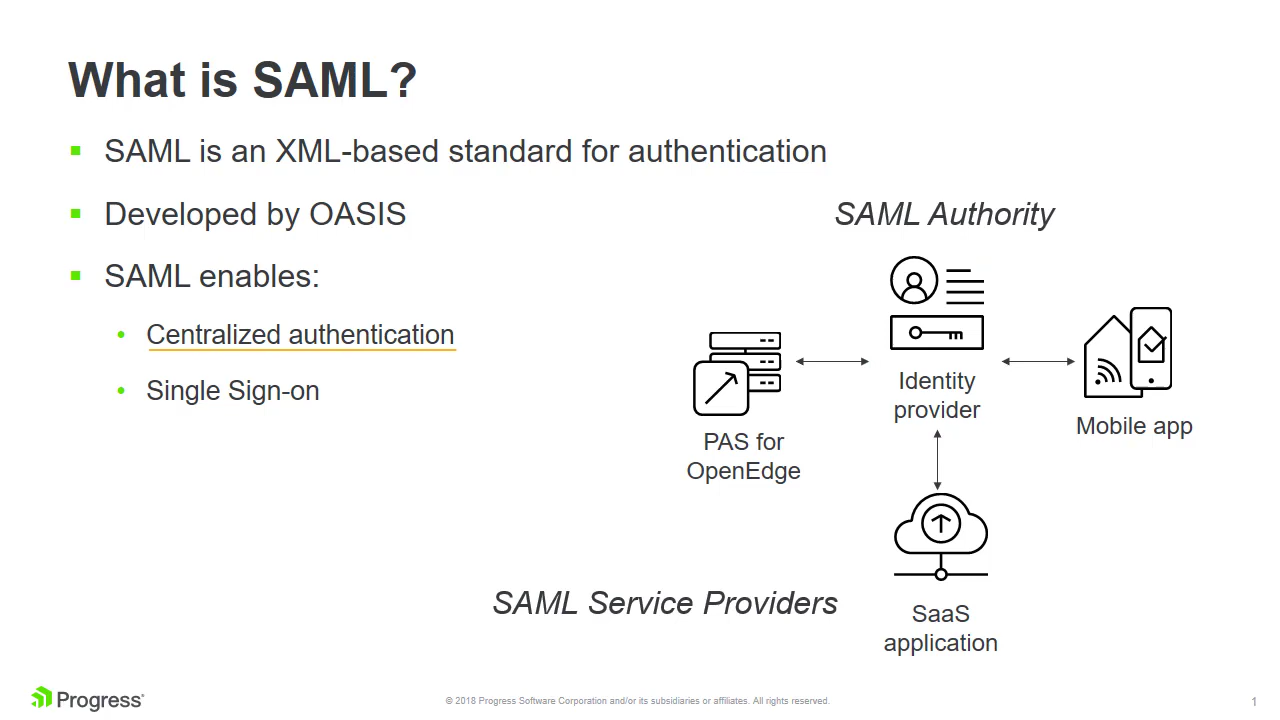 What is SAML?
SAML is an XML-based standard for authentication
Developed by OASIS
SAML enables:
Centralized authentication
Single Sign-on
SAML Authority
Identity
provider
PAS for
OpenEdge
Mobile app
SAML Service Providers
SaaS
application
Progress
© 2018 Progress Software Corporation and/or its subsidiaries or affiliates. All rights reserved.
1